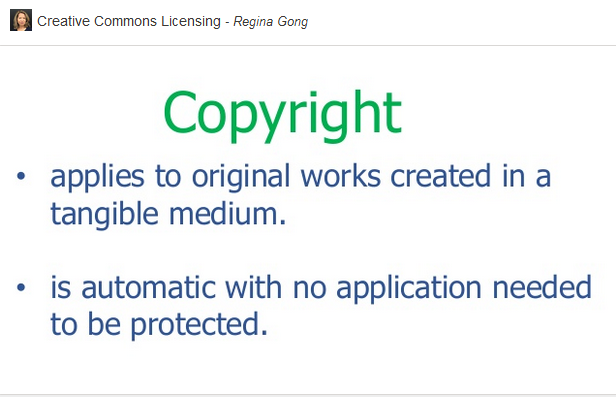 Creative Commons Licensing - Regina Gong
Copyright
• applies to original works created in a
tangible medium.
• is automatic with no application needed
to be protected.